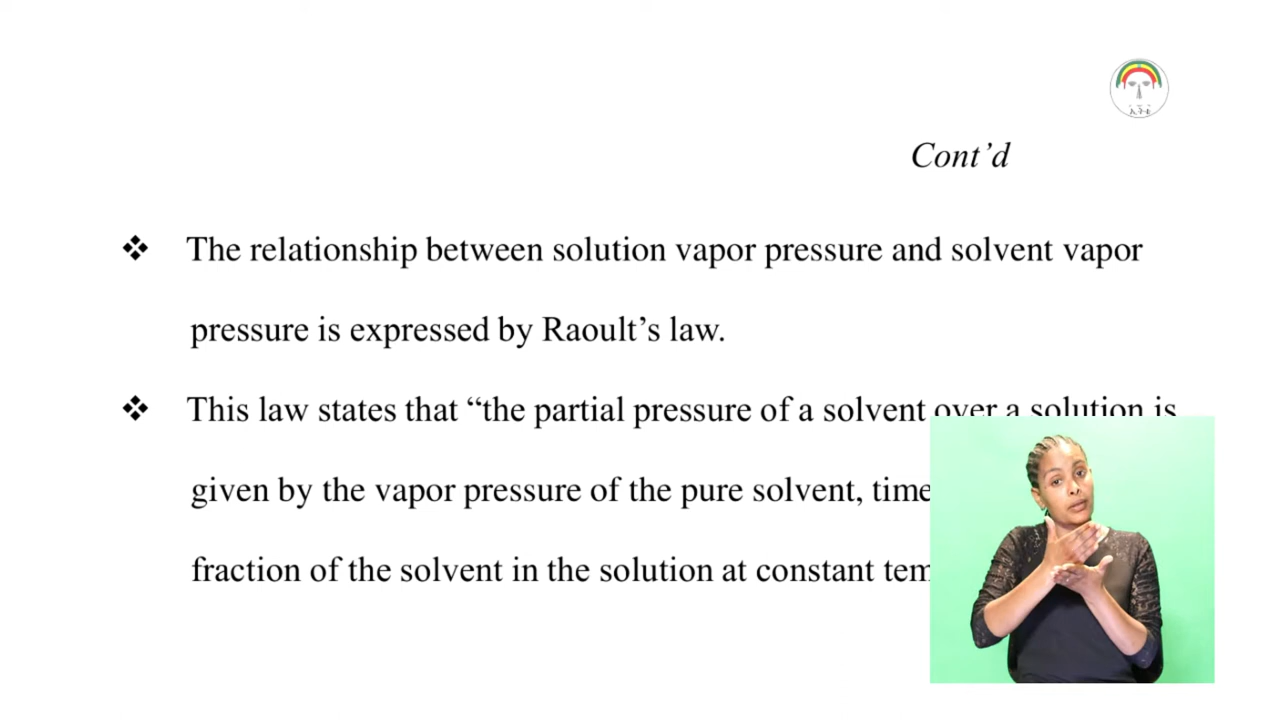 Cont’d
❖ The relationship between solution vapor pressure and solvent vapor
pressure is expressed by Raoult’s law.
❖ This law states that “the partial pressure of a solvent over a solution is
given by the vapor pressure of the pure solvent,
fraction of the solvent in the solution at constant